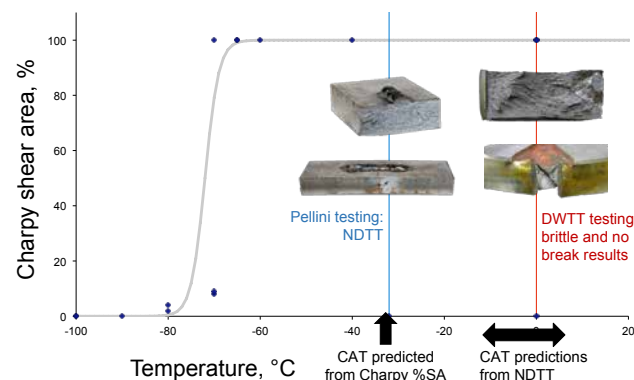 100
80
60
40
20
0
Charpy shear area, %
-100
-80
-60
-40
-20
0
20
Temperature, °C
Pellini testing:
NDTT
DWTT testing
brittle and no
break results
CAT predicted
from Charpy %SA
CAT predictions
from NDTT